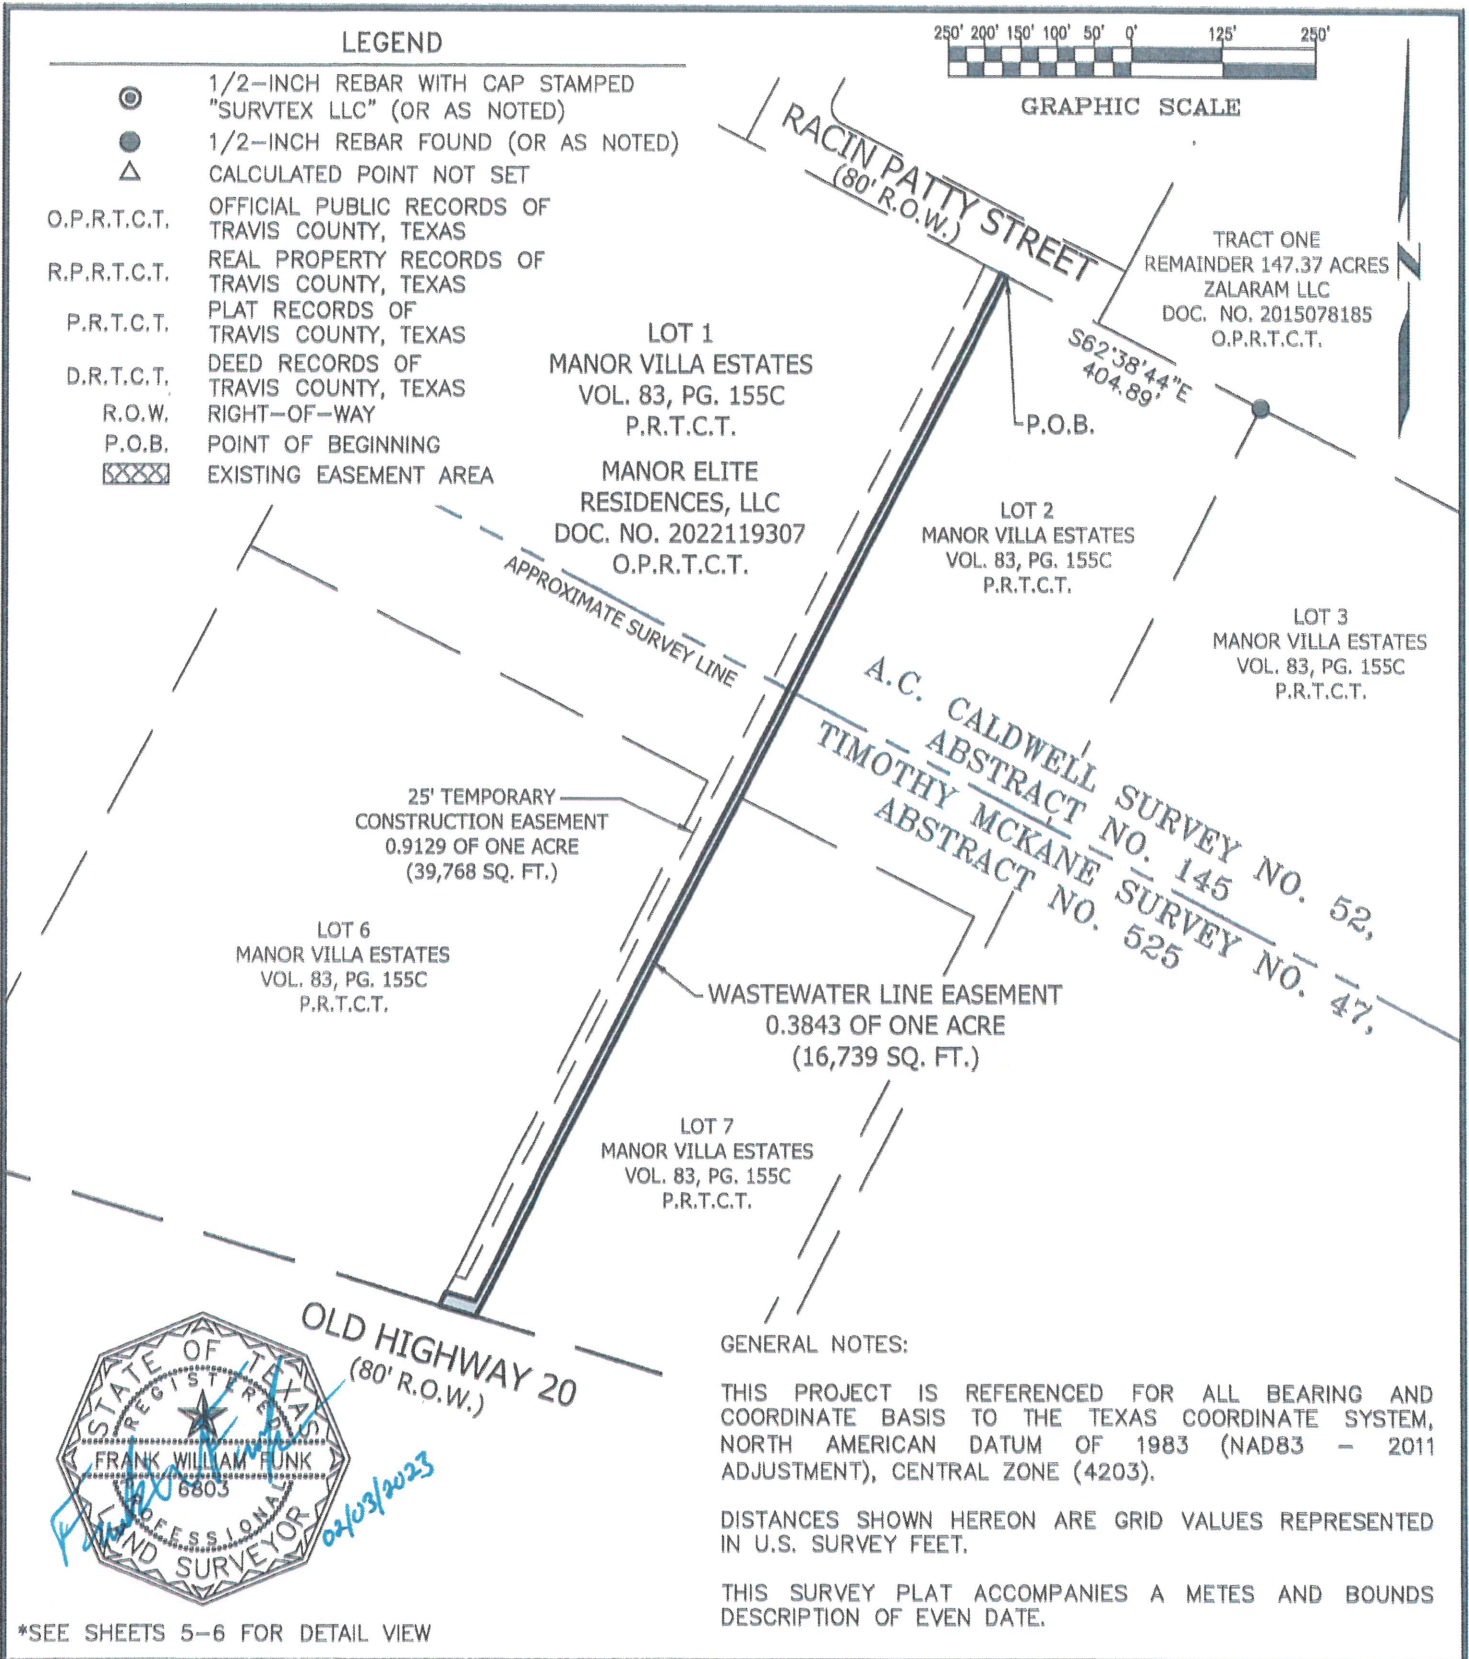 LEGEND
1/2-INCH REBAR WITH CAP STAMPED
"SURVTEX LLC" (OR AS NOTED)
1/2-INCH REBAR FOUND (OR AS NOTED)
CALCULATED POINT NOT SET
O.P.R.T.C.T.
OFFICIAL PUBLIC RECORDS OF
TRAVIS COUNTY, TEXAS
R.P.R.T.C.T.
REAL PROPERTY RECORDS OF
TRAVIS COUNTY, TEXAS
P.R.T.C.T.
PLAT RECORDS OF
TRAVIS COUNTY, TEXAS
D.R.T.C.T.
DEED RECORDS OF
TRAVIS COUNTY, TEXAS
R.O.W. RIGHT-OF-WAY
P.O.B. POINT OF BEGINNING
EXISTING EASEMENT AREA
250' 200' 150' 100' 50' 0' 125' 250'
GRAPHIC SCALE
N
RACIN PATTY STREET
(80' R.O.W.)
TRACT ONE
REMAINDER 147.37 ACRES
ZALARAM LLC
DOC. NO. 2015078185
O.P.R.T.C.T.
S62°38'44"E
404.89'
P.O.B.
LOT 1
MANOR VILLA ESTATES
VOL. 83, PG. 155C
P.R.T.C.T.
MANOR ELITE
RESIDENCES, LLC
DOC. NO. 2022119307
O.P.R.T.C.T.
LOT 2
MANOR VILLA ESTATES
VOL. 83, PG. 155C
P.R.T.C.T.
LOT 3
MANOR VILLA ESTATES
VOL. 83, PG. 155C
P.R.T.C.T.
APPROXIMATE SURVEY LINE
A.C. CALDWELL SURVEY NO. 52,
ABSTRACT NO. 145
TIMOTHY MCKANE SURVEY NO. 47,
ABSTRACT NO. 525
25' TEMPORARY
CONSTRUCTION EASEMENT
0.9129 OF ONE ACRE
(39,768 SQ. FT.)
LOT 6
MANOR VILLA ESTATES
VOL. 83, PG. 155C
P.R.T.C.T.
WASTEWATER LINE EASEMENT
0.3843 OF ONE ACRE
(16,739 SQ. FT.)
LOT 7
MANOR VILLA ESTATES
VOL. 83, PG. 155C
P.R.T.C.T.
OLD HIGHWAY 20
(80' R.O.W.)
STATE OF TEXAS
REGISTERED
FRANK WILLIAM FUNK
6803
PROFESSIONAL
LAND SURVEYOR
02/03/2023
*SEE SHEETS 5-6 FOR DETAIL VIEW
GENERAL NOTES:
THIS PROJECT IS REFERENCED FOR ALL BEARING AND
COORDINATE BASIS TO THE TEXAS COORDINATE SYSTEM,
NORTH AMERICAN DATUM OF 1983 (NAD83 - 2011
ADJUSTMENT), CENTRAL ZONE (4203).
DISTANCES SHOWN HEREON ARE GRID VALUES REPRESENTED
IN U.S. SURVEY FEET.
THIS SURVEY PLAT ACCOMPANIES A METES AND BOUNDS
DESCRIPTION OF EVEN DATE.